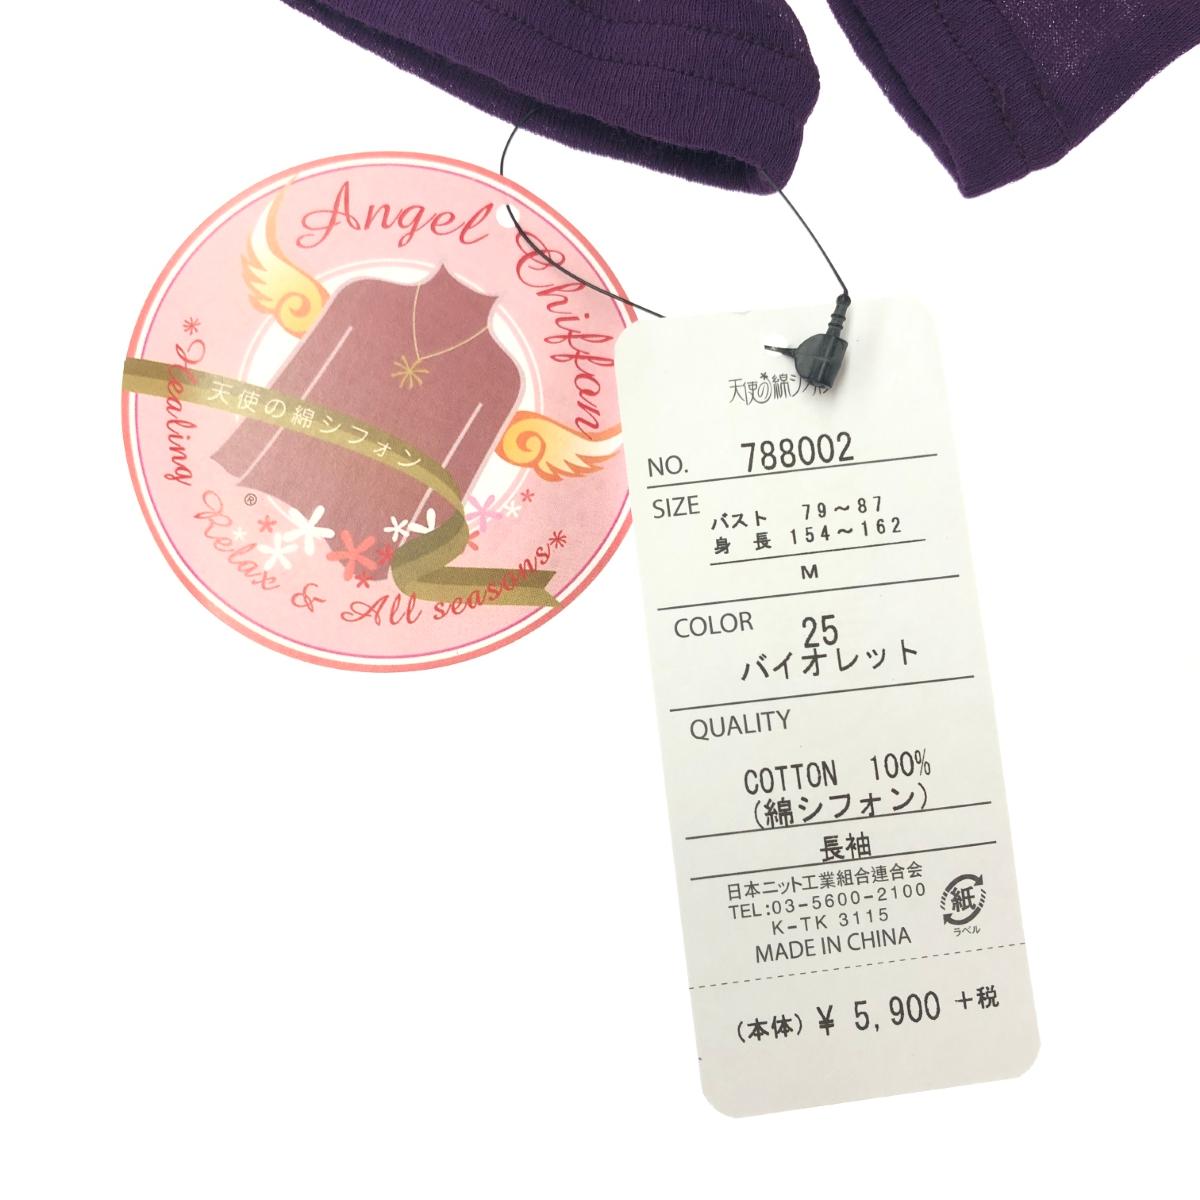 Angel Chiffon
*Healing
Relax & All seasons*
天使の綿シフォン
®
天使の綿シフォン
NO. 788002
SIZE
バスト 79～87
身 長 154～162
M
COLOR 25
バイオレット
QUALITY
COTTON 100%
(綿シフォン)
長袖
日本ニット工業組合連合会
TEL:03-5600-2100
K-TK 3115
MADE IN CHINA
紙
ラベル
(本体) ¥ 5,900 +税